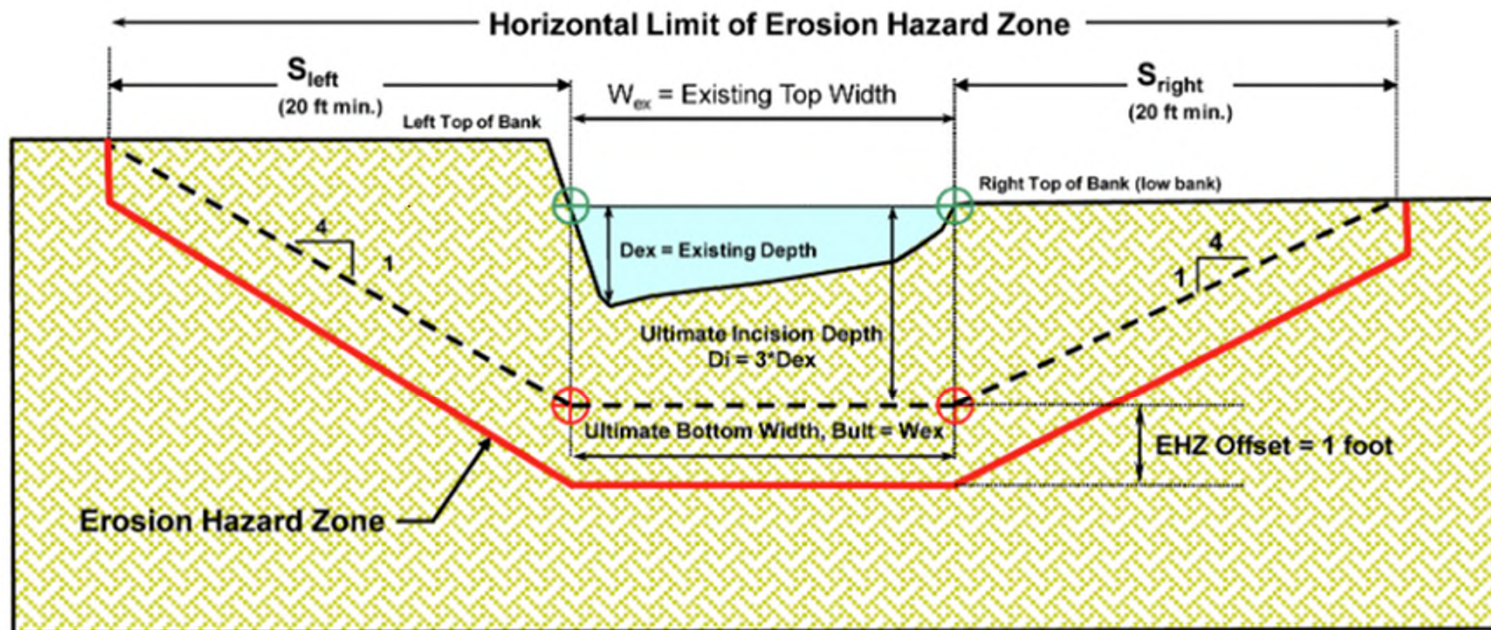 Horizontal Limit of Erosion Hazard Zone
Sleft
(20 ft min.)
Wex = Existing Top Width
Sright
(20 ft min.)
Left Top of Bank
Right Top of Bank (low bank)
4
1
Dex = Existing Depth
4
1
Ultimate Incision Depth
Di = 3*Dex
Ultimate Bottom Width, Bult = Wex
EHZ Offset = 1 foot
Erosion Hazard Zone